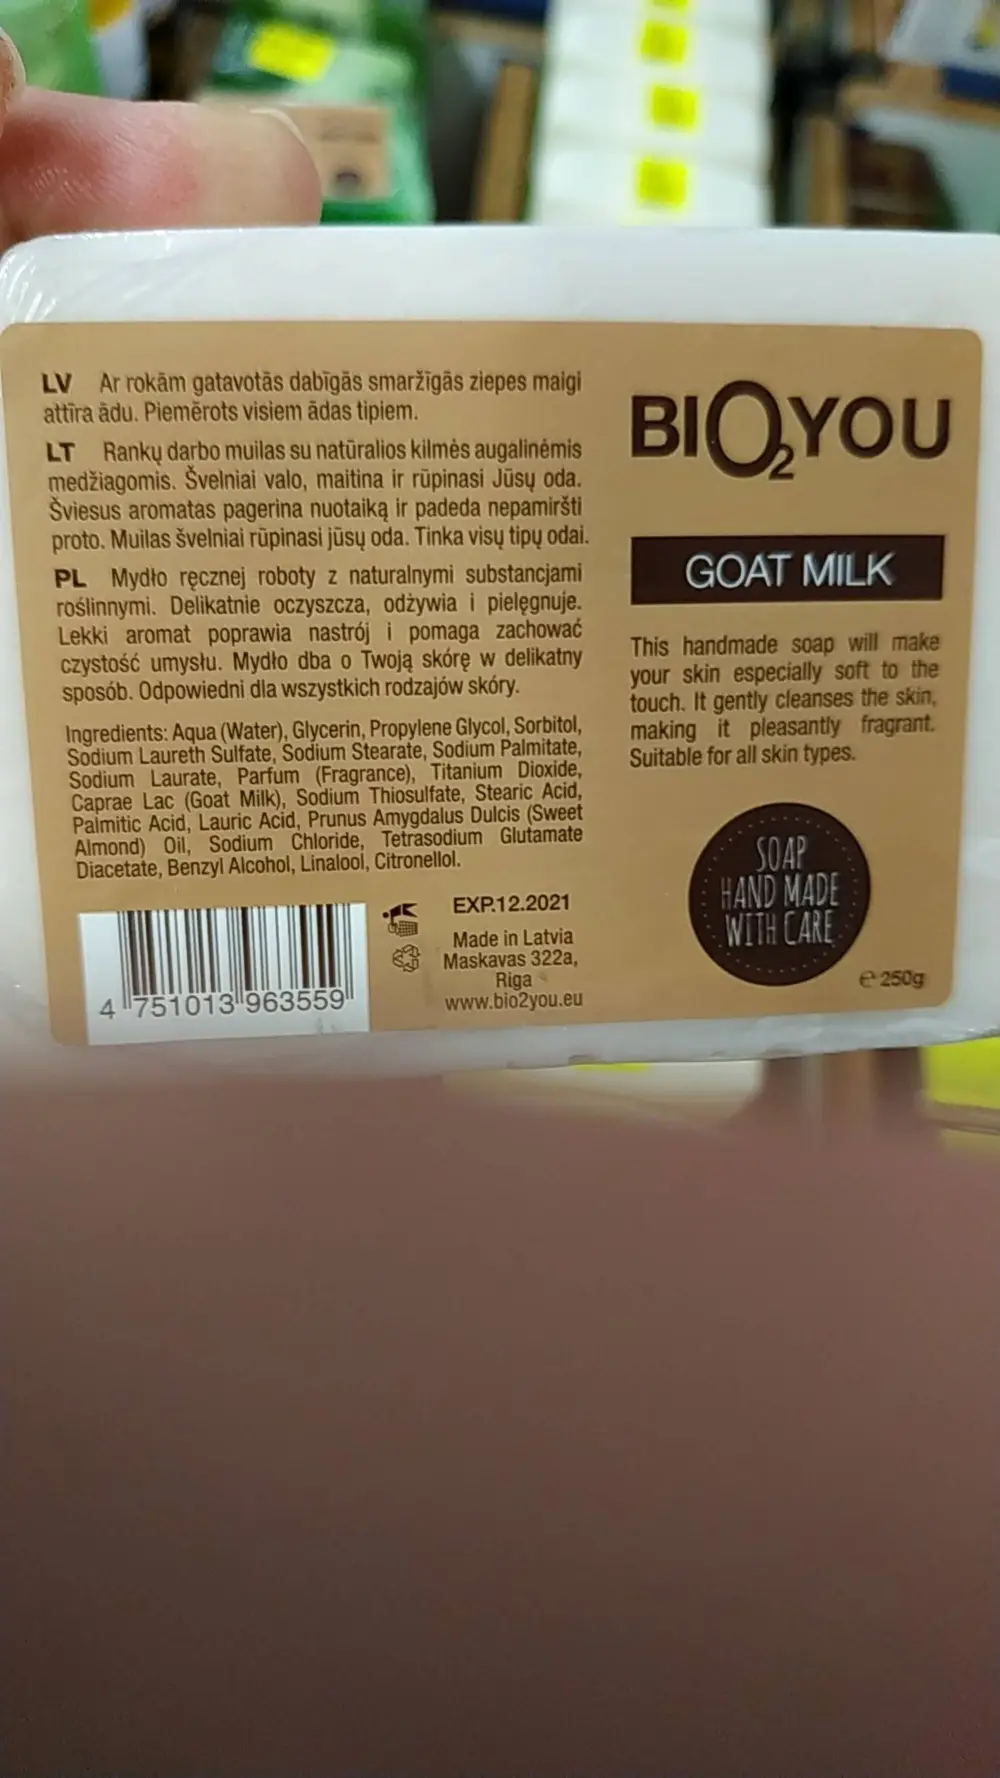 LV Ar rokām gatavotās dabīgās smaržīgās ziepes maigi
attīra ādu. Piemērots visiem ādas tipiem.
LT Rankų darbo muilas su natūralios kilmės augalinėmis
medžiagomis. Švelniai valo, maitina ir rūpinasi Jūsų oda.
Šviesus aromatas pagerina nuotaiką ir padeda nepamiršti
proto. Muilas švelniai rūpinasi jūsų oda. Tinka visų tipų odai.
PL Mydło ręcznej roboty z naturalnymi substancjami
roślinnymi. Delikatnie oczyszcza, odżywia i pielęgnuje.
Lekki aromat poprawia nastrój i pomaga zachować
czystość umysłu. Mydło dba o Twoją skórę w delikatny
sposób. Odpowiedni dla wszystkich rodzajów skóry.
Ingredients: Aqua (Water), Glycerin, Propylene Glycol, Sorbitol,
Sodium Laureth Sulfate, Sodium Stearate, Sodium Palmitate,
Sodium Laurate, Parfum (Fragrance), Titanium Dioxide,
Caprae Lac (Goat Milk), Sodium Thiosulfate, Stearic Acid,
Palmitic Acid, Lauric Acid, Prunus Amygdalus Dulcis (Sweet
Almond) Oil, Sodium Chloride, Tetrasodium Glutamate
Diacetate, Benzyl Alcohol, Linalool, Citronellol.
4 751013 963559
EXP.12.2021
Made in Latvia
Maskavas 322a,
Riga
www.bio2you.eu
BIO2YOU
GOAT MILK
This handmade soap will make
your skin especially soft to the
touch. It gently cleanses the skin,
making it pleasantly fragrant.
Suitable for all skin types.
SOAP
HAND MADE
WITH CARE
℮ 250g